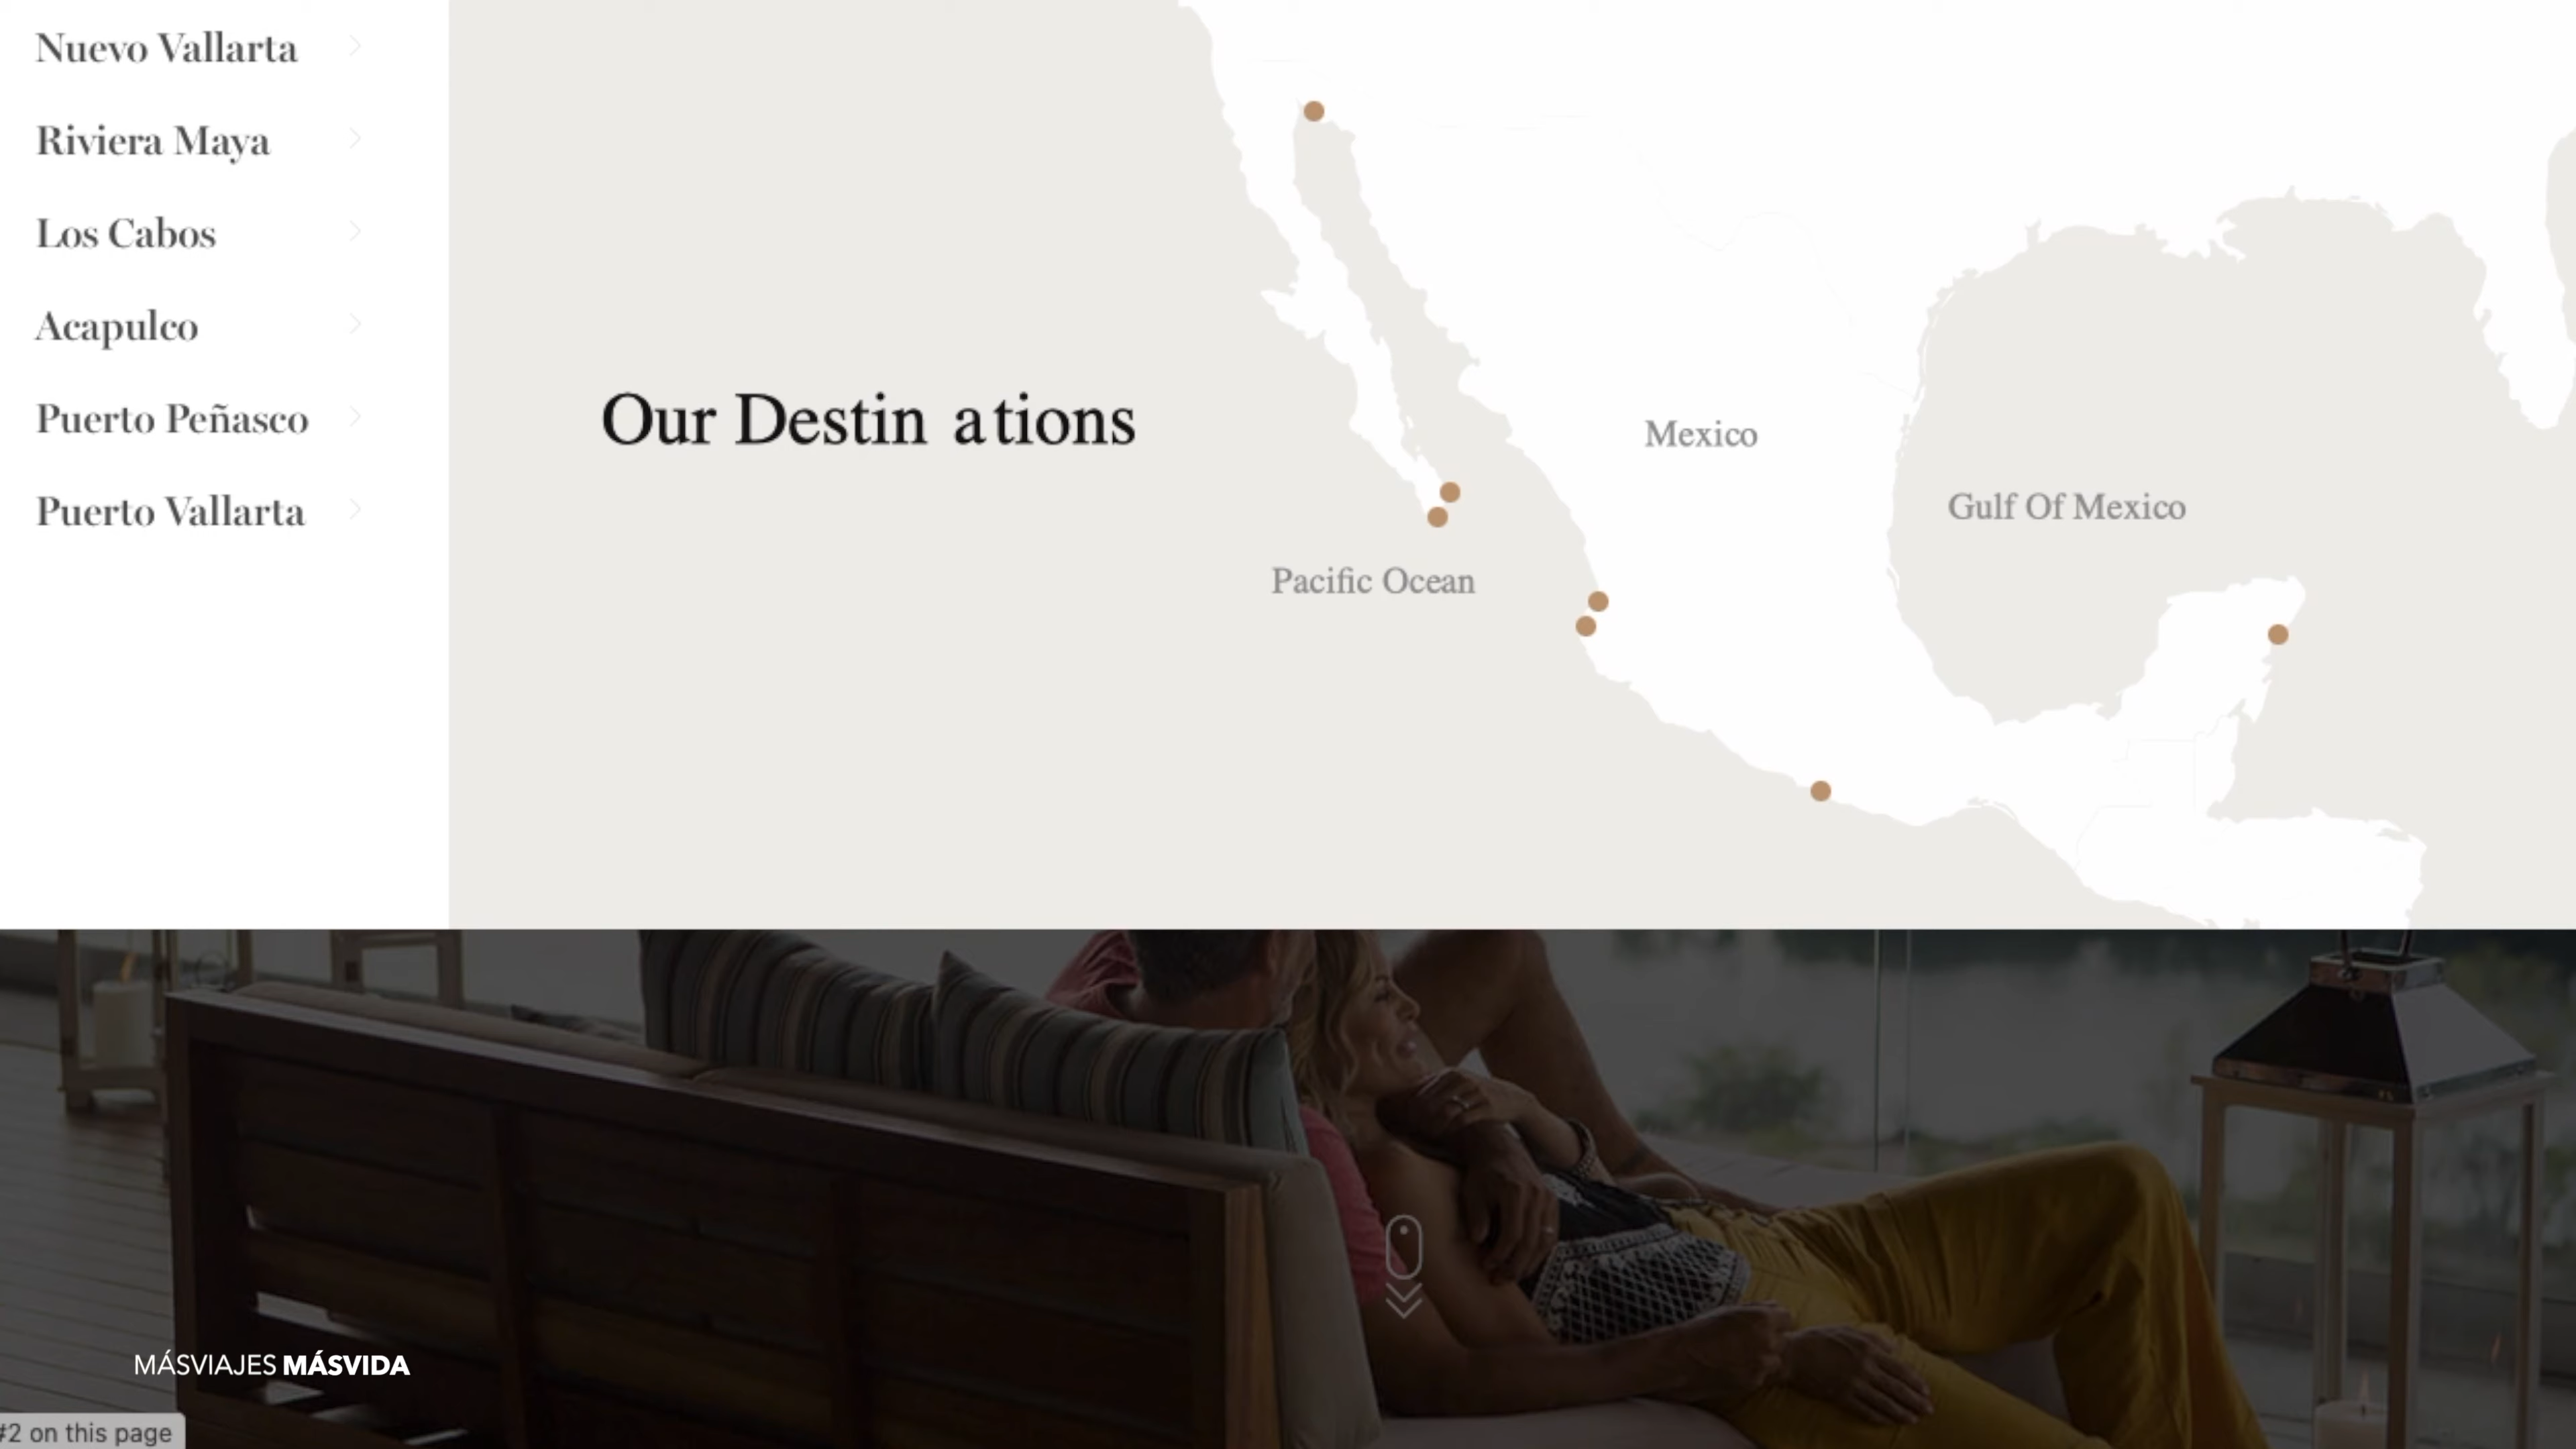 Nuevo Vallarta
Riviera Maya
Los Cabos
Acapulco
Puerto Peñasco
Puerto Vallarta
Our Destin ations
Mexico
Gulf Of Mexico
Pacific Ocean
MÁSVIAJES MÁSVIDA
#2 on this page